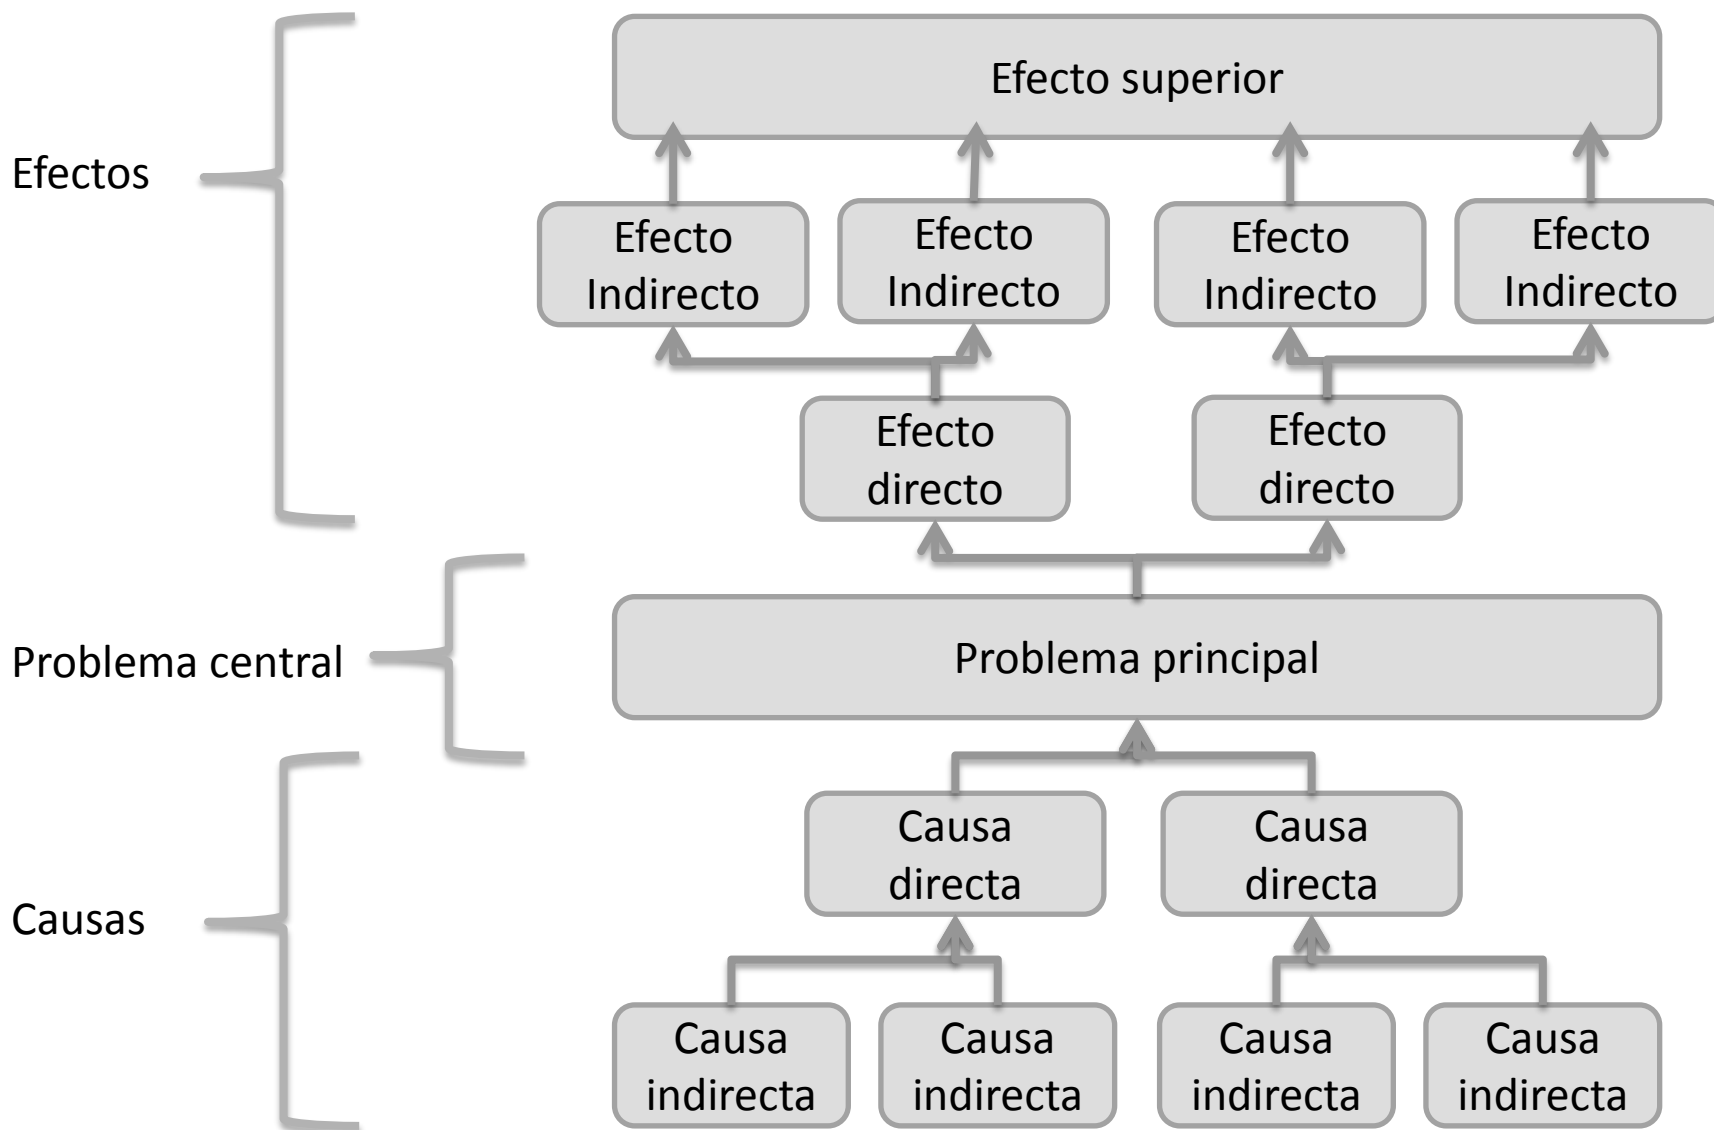 Efecto superior
Efectos
Efecto
Indirecto
Efecto
Indirecto
Efecto
Indirecto
Efecto
Indirecto
Efecto
directo
Efecto
directo
Problema central
Problema principal
Causa
directa
Causa
directa
Causas
Causa
indirecta
Causa
indirecta
Causa
indirecta
Causa
indirecta